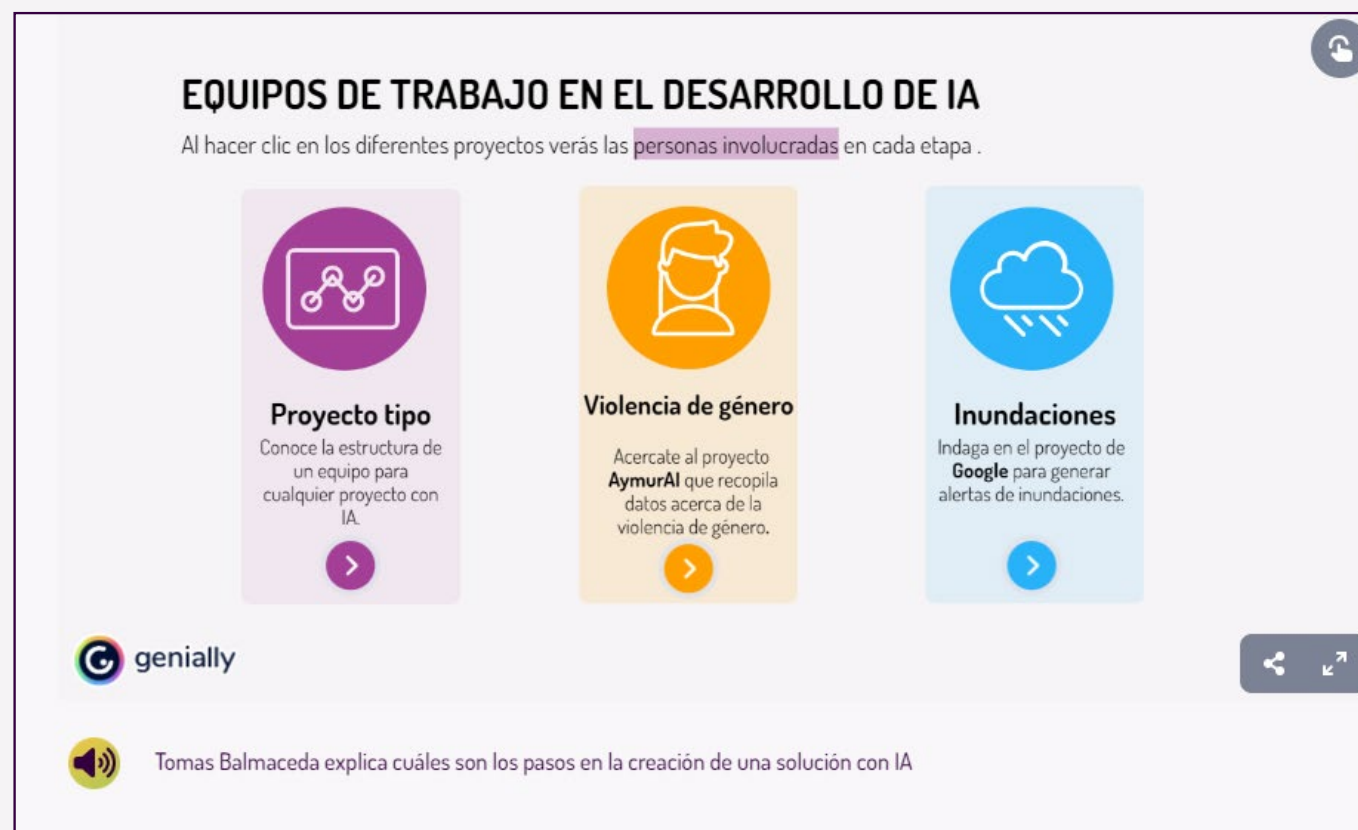 EQUIPOS DE TRABAJO EN EL DESARROLLO DE IA
Al hacer clic en los diferentes proyectos verás las personas involucradas en cada etapa .
Proyecto tipo
Conoce la estructura de
un equipo para
cualquier proyecto con
IA.
Violencia de género
Acercate al proyecto
AymurAI que recopila
datos acerca de la
violencia de género.
Inundaciones
Indaga en el proyecto de
Google para generar
alertas de inundaciones.
genially
Tomas Balmaceda explica cuáles son los pasos en la creación de una solución con IA